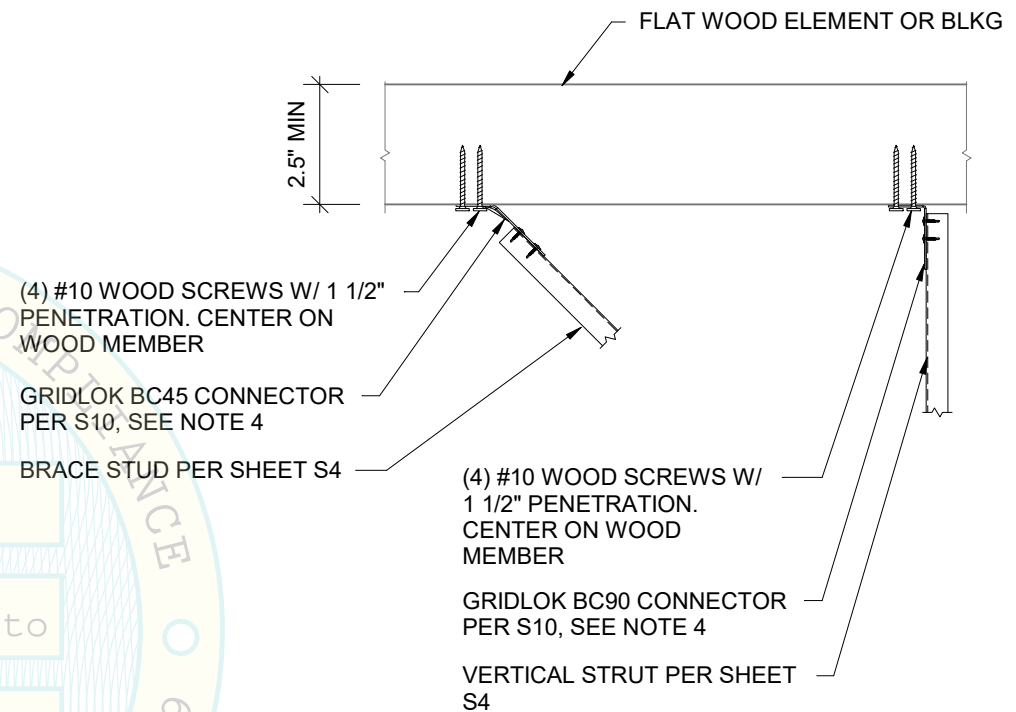 FLAT WOOD ELEMENT OR BLKG
2.5" MIN
(4) #10 WOOD SCREWS W/ 1 1/2"
PENETRATION. CENTER ON
WOOD MEMBER
GRIDLOK BC45 CONNECTOR
PER S10, SEE NOTE 4
BRACE STUD PER SHEET S4
(4) #10 WOOD SCREWS W/
1 1/2" PENETRATION.
CENTER ON WOOD
MEMBER
GRIDLOK BC90 CONNECTOR
PER S10, SEE NOTE 4
VERTICAL STRUT PER SHEET
S4
OMPLIANCE
to